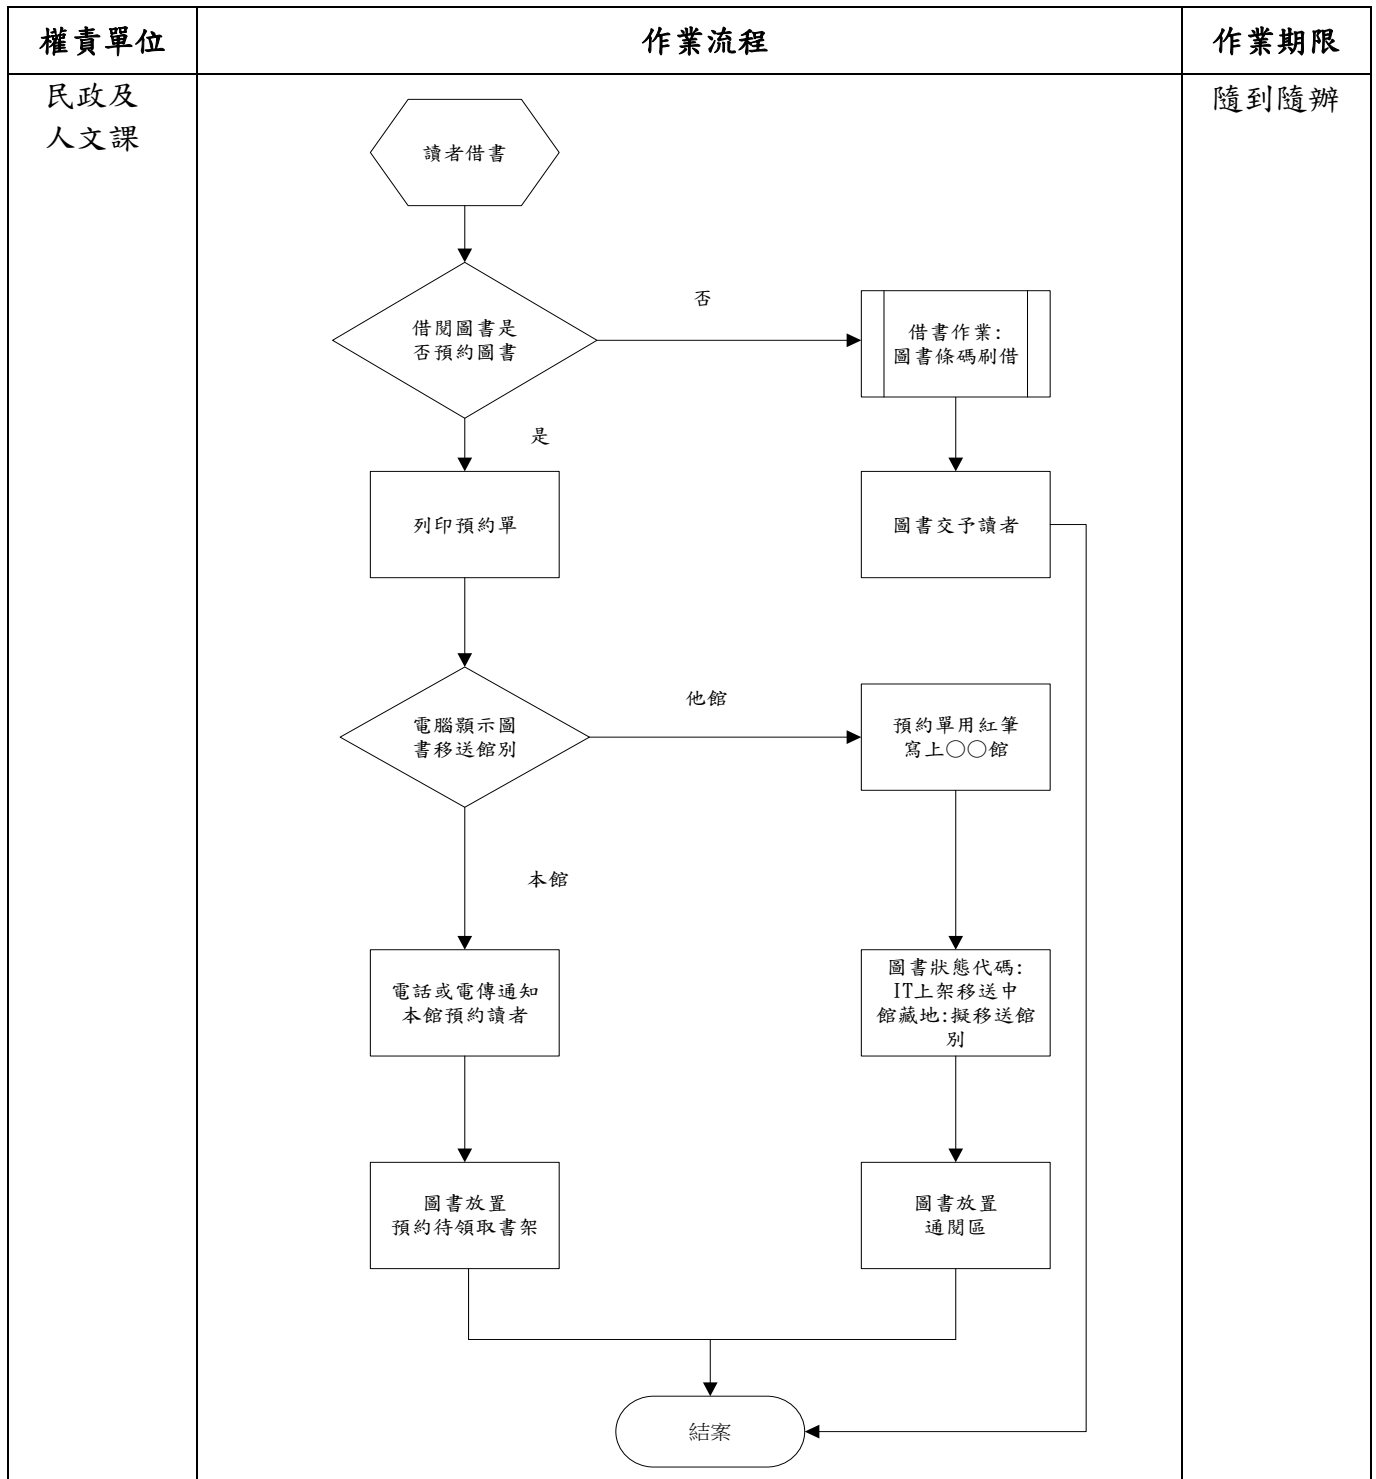 權責單位
作業流程
作業期限
民政及
人文課
隨到隨辦
讀者借書
借閱圖書是
否預約圖書
否
借書作業:
圖書條碼刷借
是
列印預約單
圖書交予讀者
電腦顯示圖
書移送館別
他館
預約單用紅筆
寫上○○館
本館
電話或電傳通知
本館預約讀者
圖書狀態代碼:
IT上架移送中
館藏地:擬移送館
別
圖書放置
預約待領取書架
圖書放置
通閱區
結案